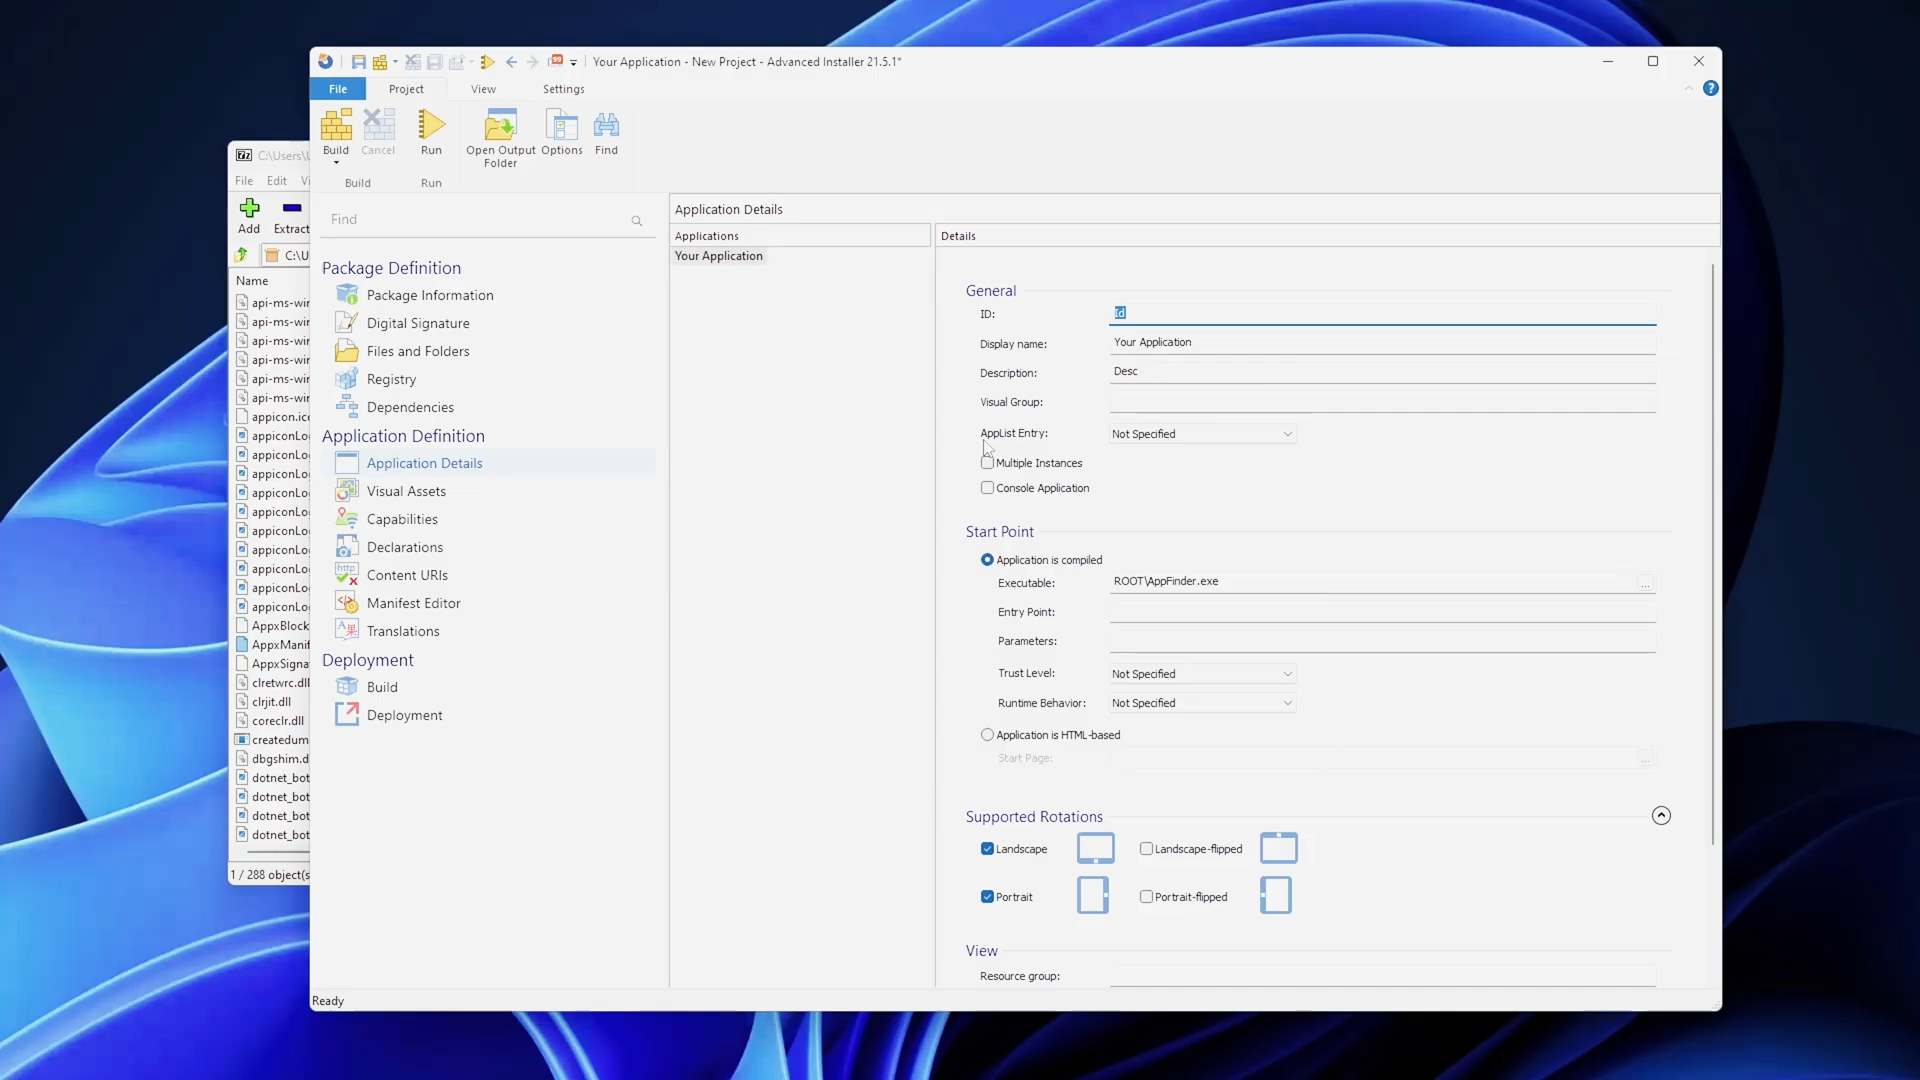 Your Application - New Project - Advanced Installer 21.5.1*
File
Project
View
Settings
Build
Cancel
Run
Open Output
Folder
Options
Find
Build
Run
C:\Users\
File
Edit
Add
Extract
C:\U
Name
api-ms-wir
api-ms-wir
api-ms-wir
api-ms-wir
api-ms-wir
api-ms-wir
appicon.ico
appiconLo
appiconLo
appiconLo
appiconLo
appiconLo
appiconLo
appiconLo
appiconLo
appiconLo
appiconLo
AppxBlock
AppxManif
AppxSigna
clretwrc.dll
clrjit.dll
coreclr.dll
createdum
dbgshim.d
dotnet_bot
dotnet_bot
dotnet_bot
dotnet_bot
1 / 288 object(s
Find
Package Definition
Package Information
Digital Signature
Files and Folders
Registry
Dependencies
Application Definition
Application Details
Visual Assets
Capabilities
Declarations
Content URIs
Manifest Editor
Translations
Deployment
Build
Deployment
Application Details
Applications
Your Application
Details
General
ID:
Id
Display name:
Your Application
Description:
Desc
Visual Group:
AppList Entry:
Not Specified
Multiple Instances
Console Application
Start Point
Application is compiled
Executable:
ROOT\AppFinder.exe
...
Entry Point:
Parameters:
Trust Level:
Not Specified
Runtime Behavior:
Not Specified
Application is HTML-based
Start Page:
...
Supported Rotations
Landscape
Landscape-flipped
Portrait
Portrait-flipped
View
Resource group:
Ready